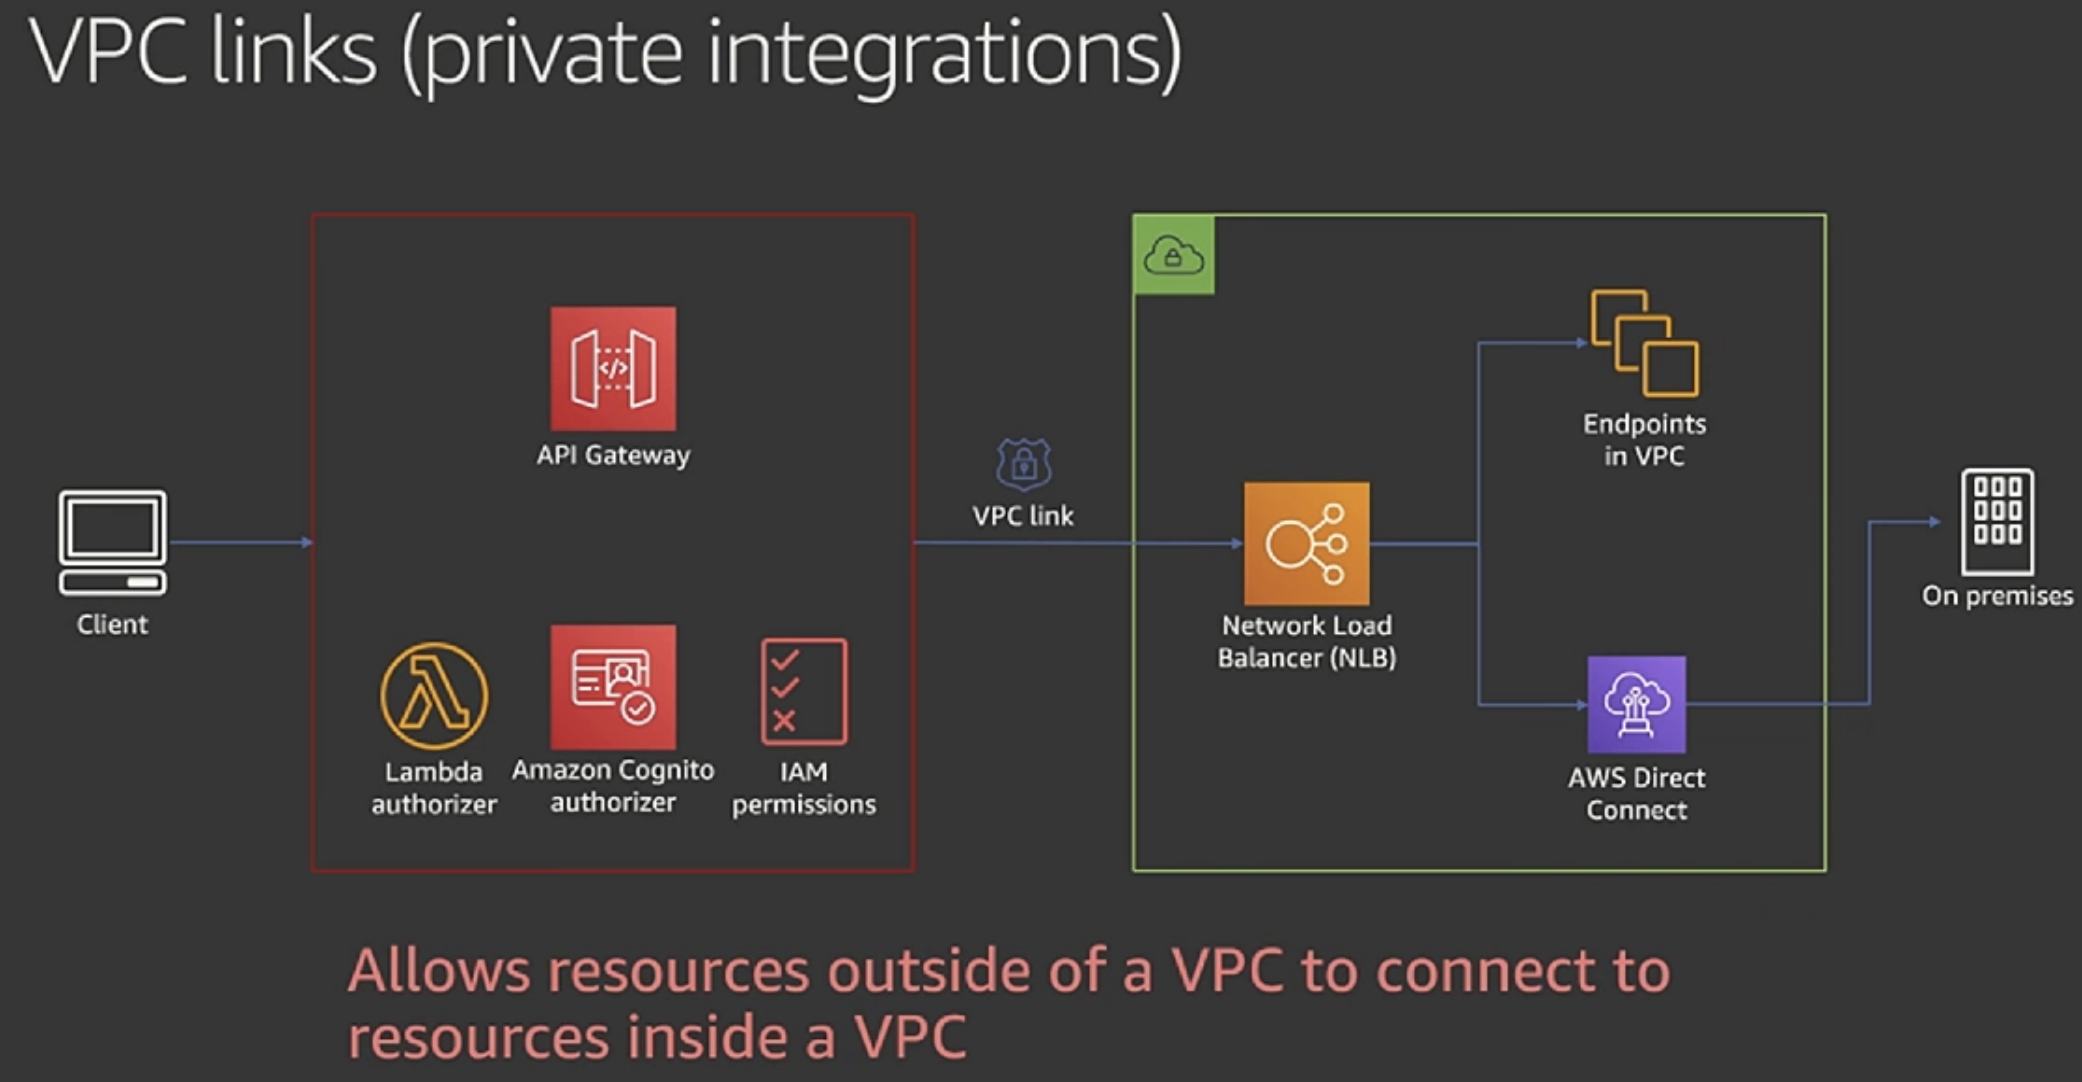 VPC links (private integrations)
API Gateway
VPC link
Client
Lambda
authorizer
Amazon Cognito
authorizer
IAM
permissions
Network Load
Balancer (NLB)
Endpoints
in VPC
AWS Direct
Connect
On premises
Allows resources outside of a VPC to connect to
resources inside a VPC